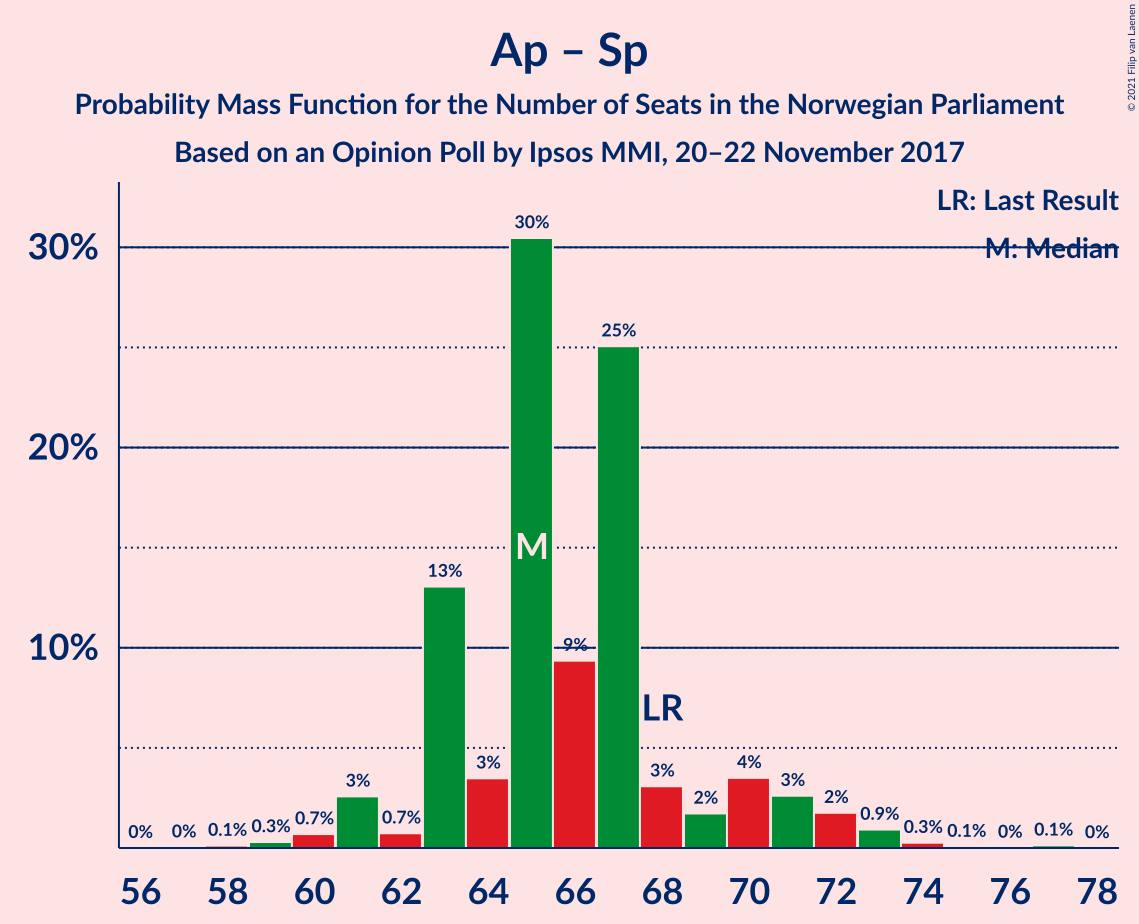 Ap – Sp
Probability Mass Function for the Number of Seats in the Norwegian Parliament
Based on an Opinion Poll by Ipsos MMI, 20–22 November 2017
© 2021 Filip van Laenen
LR: Last Result
M: Median
30%
20%
10%
0% 0% 0.1% 0.3% 0.7% 3% 0.7% 13% 3% 30% 9% 25% 3% 2% 4% 3% 2% 0.9% 0.3% 0.1% 0% 0.1% 0%
M
LR
56 58 60 62 64 66 68 70 72 74 76 78